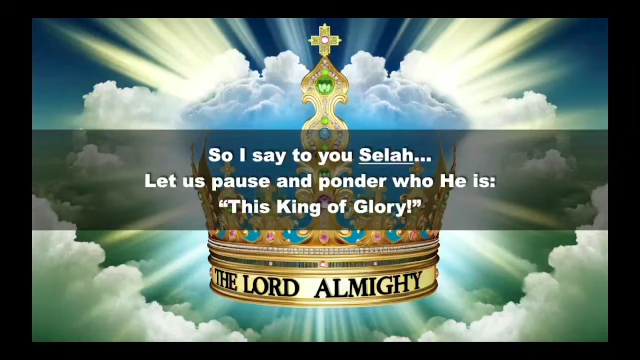 So I say to you Selah...
Let us pause and ponder who He is:
“This King of Glory!”
THE LORD ALMIGHTY